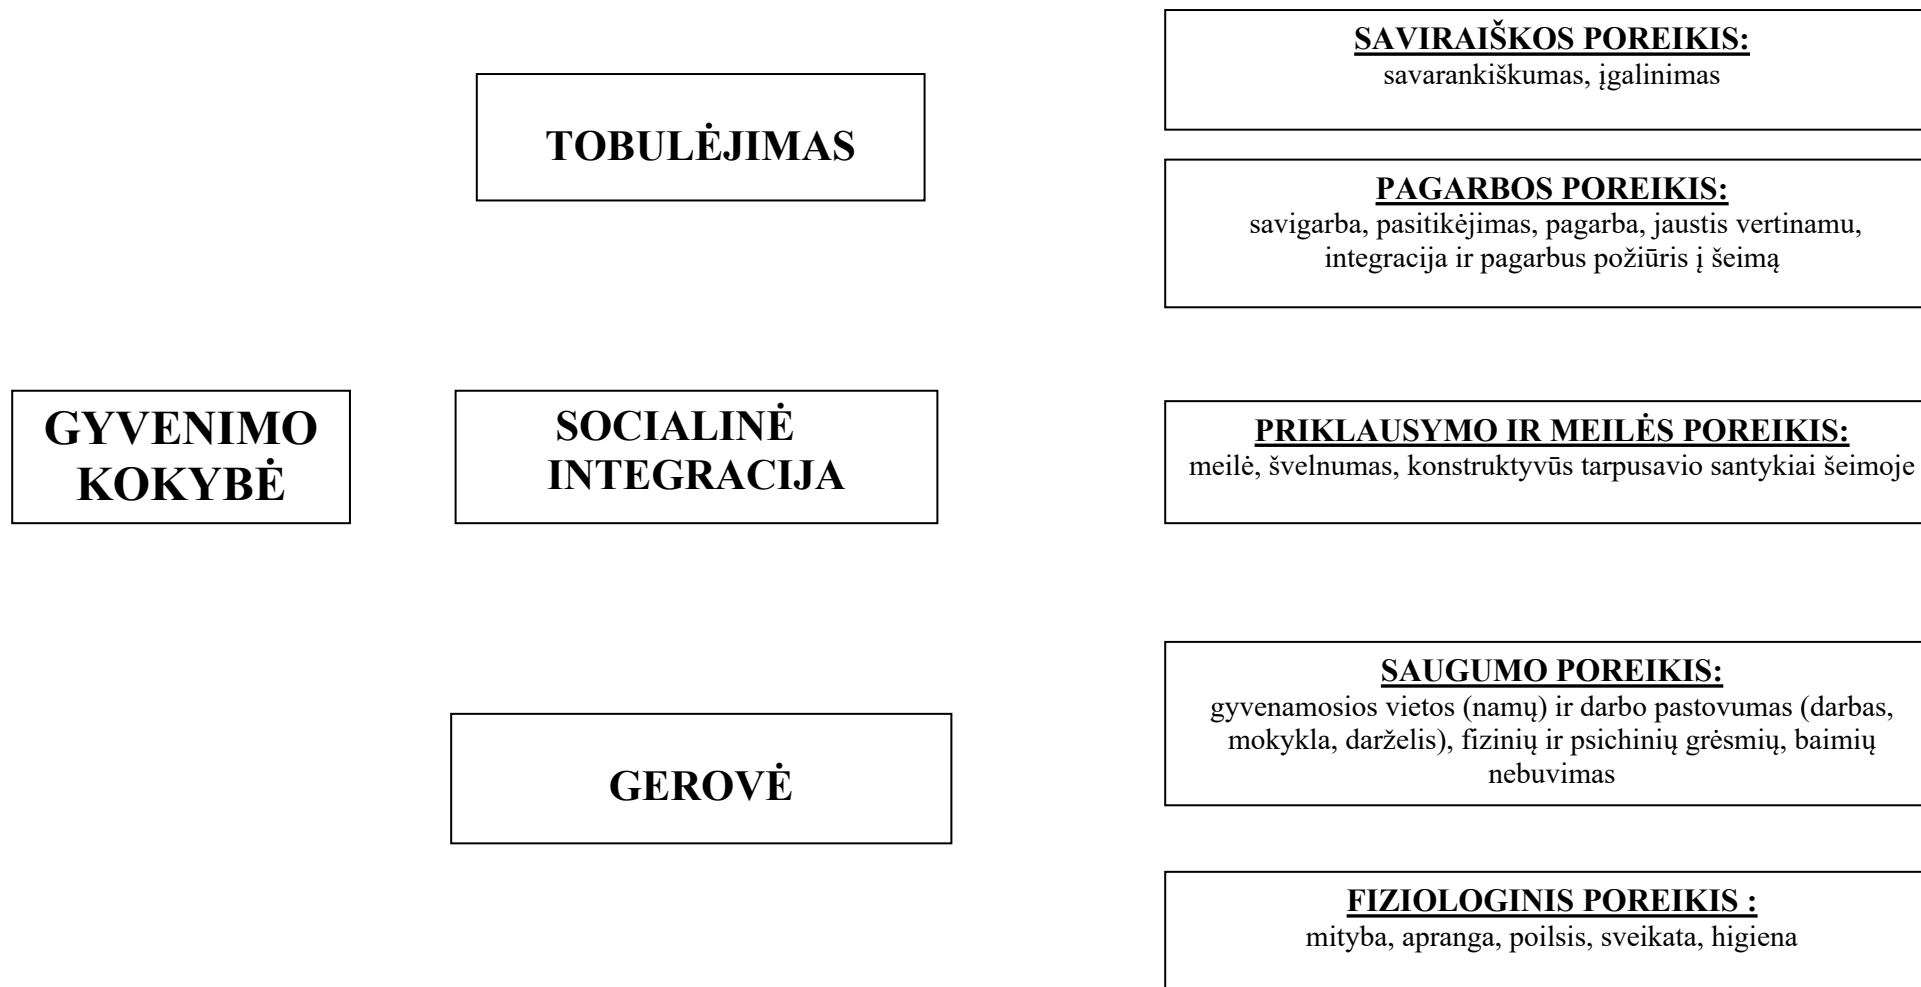 GYVENIMO
KOKYBĖ
TOBULĖJIMAS
SOCIALINĖ
INTEGRACIJA
GEROVĖ
SAVIRAIŠKOS POREIKIS:
savarankiškumas, įgalinimas
PAGARBOS POREIKIS:
savigarba, pasitikėjimas, pagarba, jaustis vertinamu,
integracija ir pagarbus požiūris į šeimą
PRIKLAUSYMO IR MEILĖS POREIKIS:
meilė, švelnumas, konstruktyvūs tarpusavio santykiai šeimoje
SAUGUMO POREIKIS:
gyvenamosios vietos (namų) ir darbo pastovumas (darbas,
mokykla, darželis), fizinių ir psichinių grėsmių, baimių
nebuvimas
FIZIOLOGINIS POREIKIS :
mityba, apranga, poilsis, sveikata, higiena